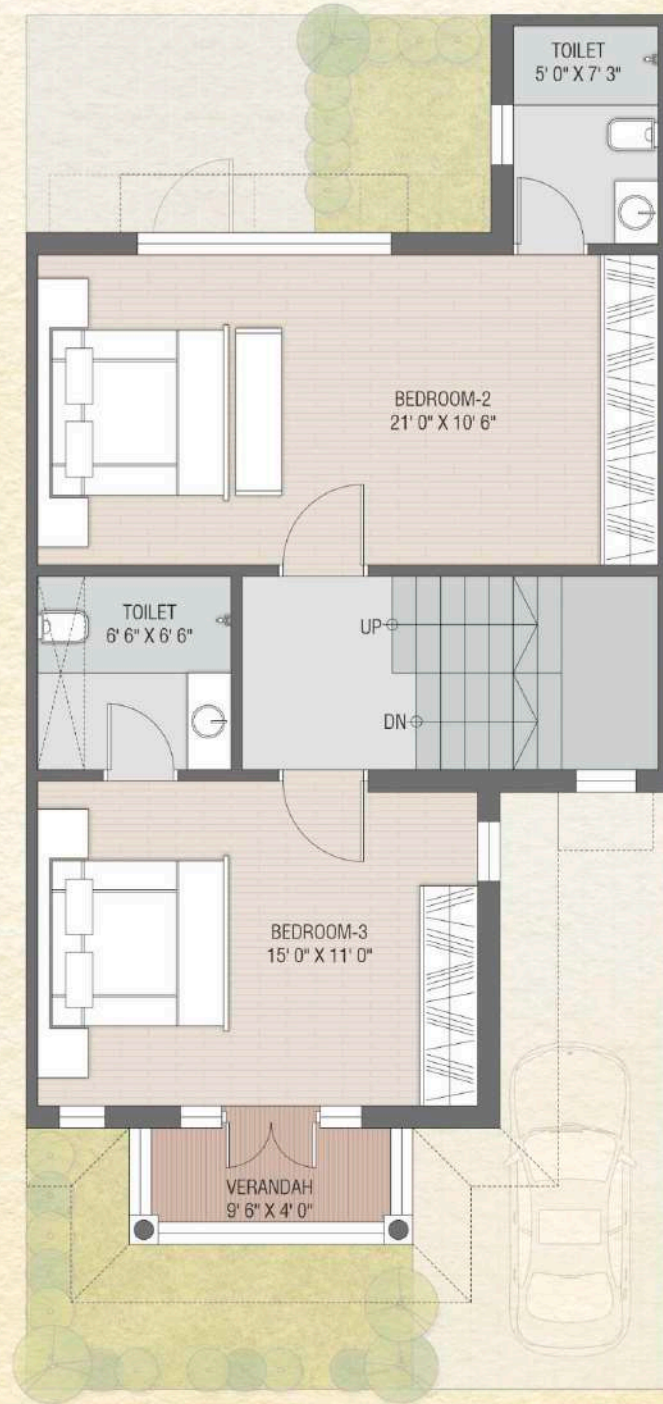 TOILET
5' 0" X 7' 3"
BEDROOM-2
21' 0" X 10' 6"
TOILET
6' 6" X 6' 6"
UP
DN
BEDROOM-3
15' 0" X 11' 0"
VERANDAH
9' 6" X 4' 0"